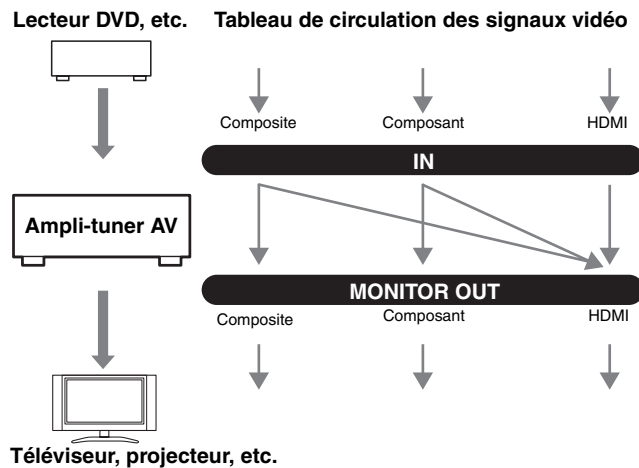 Lecteur DVD, etc.
Tableau de circulation des signaux vidéo
Composite
Composant
HDMI
IN
Ampli-tuner AV
MONITOR OUT
Composite
Composant
HDMI
Téléviseur, projecteur, etc.